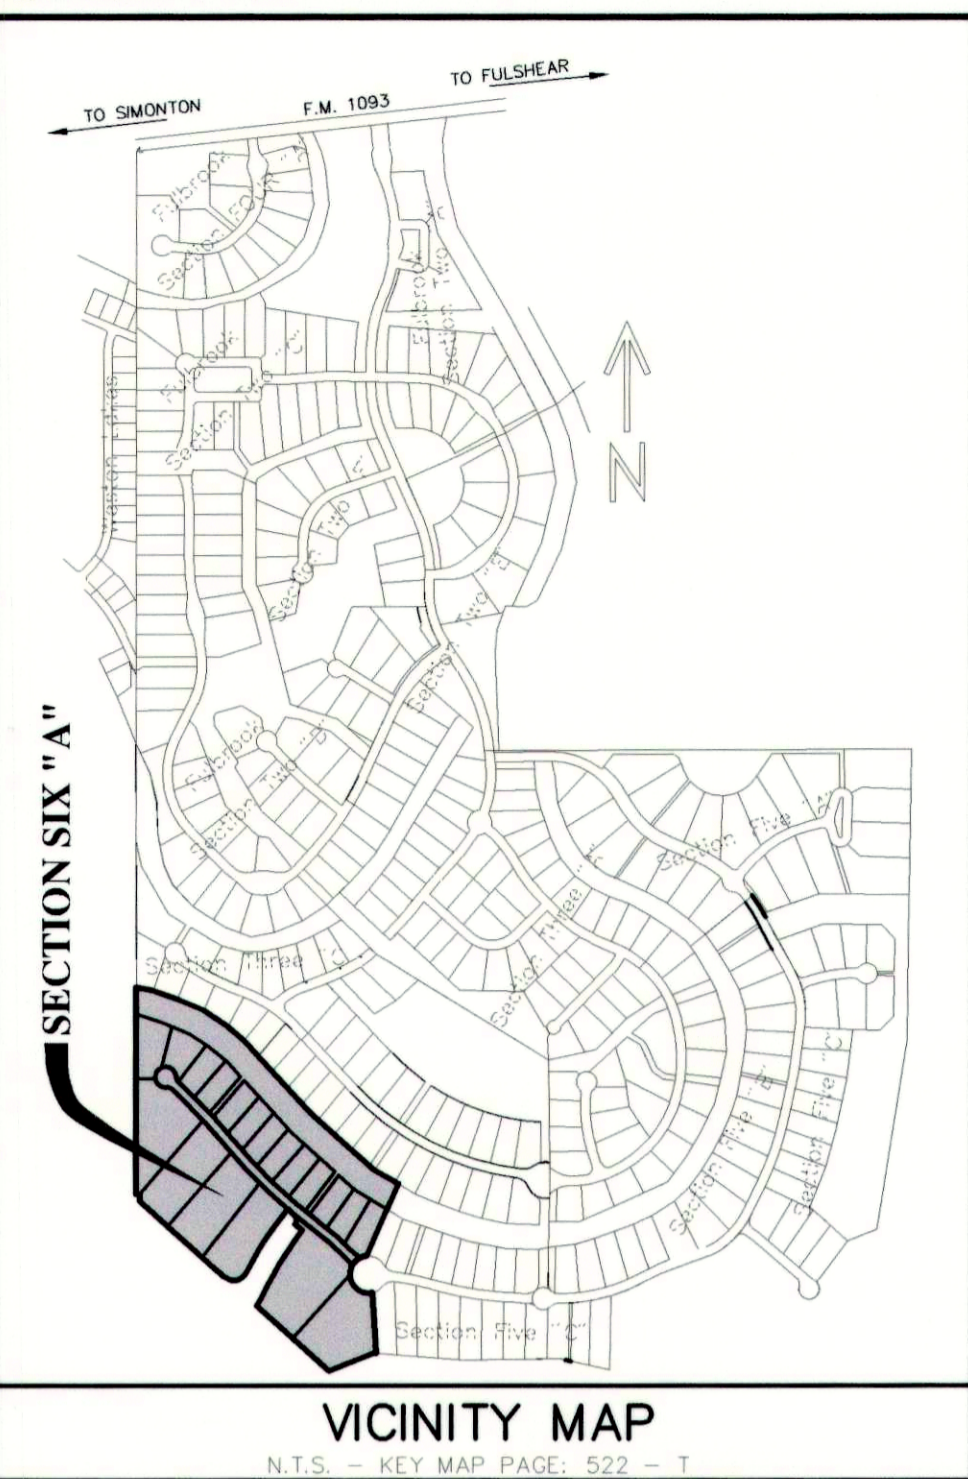 TO FULSHEAR
TO SIMONTON
F.M. 1093
Fulbrook
Section FOUR "A"
Fulbrook
Section Two "C"
Fulbrook
Section Two "C"
Weston Lakes
N
Section Two
Section Two "E"
SECTION SIX "A"
Fulbrook
Section Two "D"
Section Five "A"
Section Three "A"
Section Three "C"
Section Five "B"
Section Five "C"
Section Five "C"
VICINITY MAP
N.T.S. – KEY MAP PAGE: 522 – T